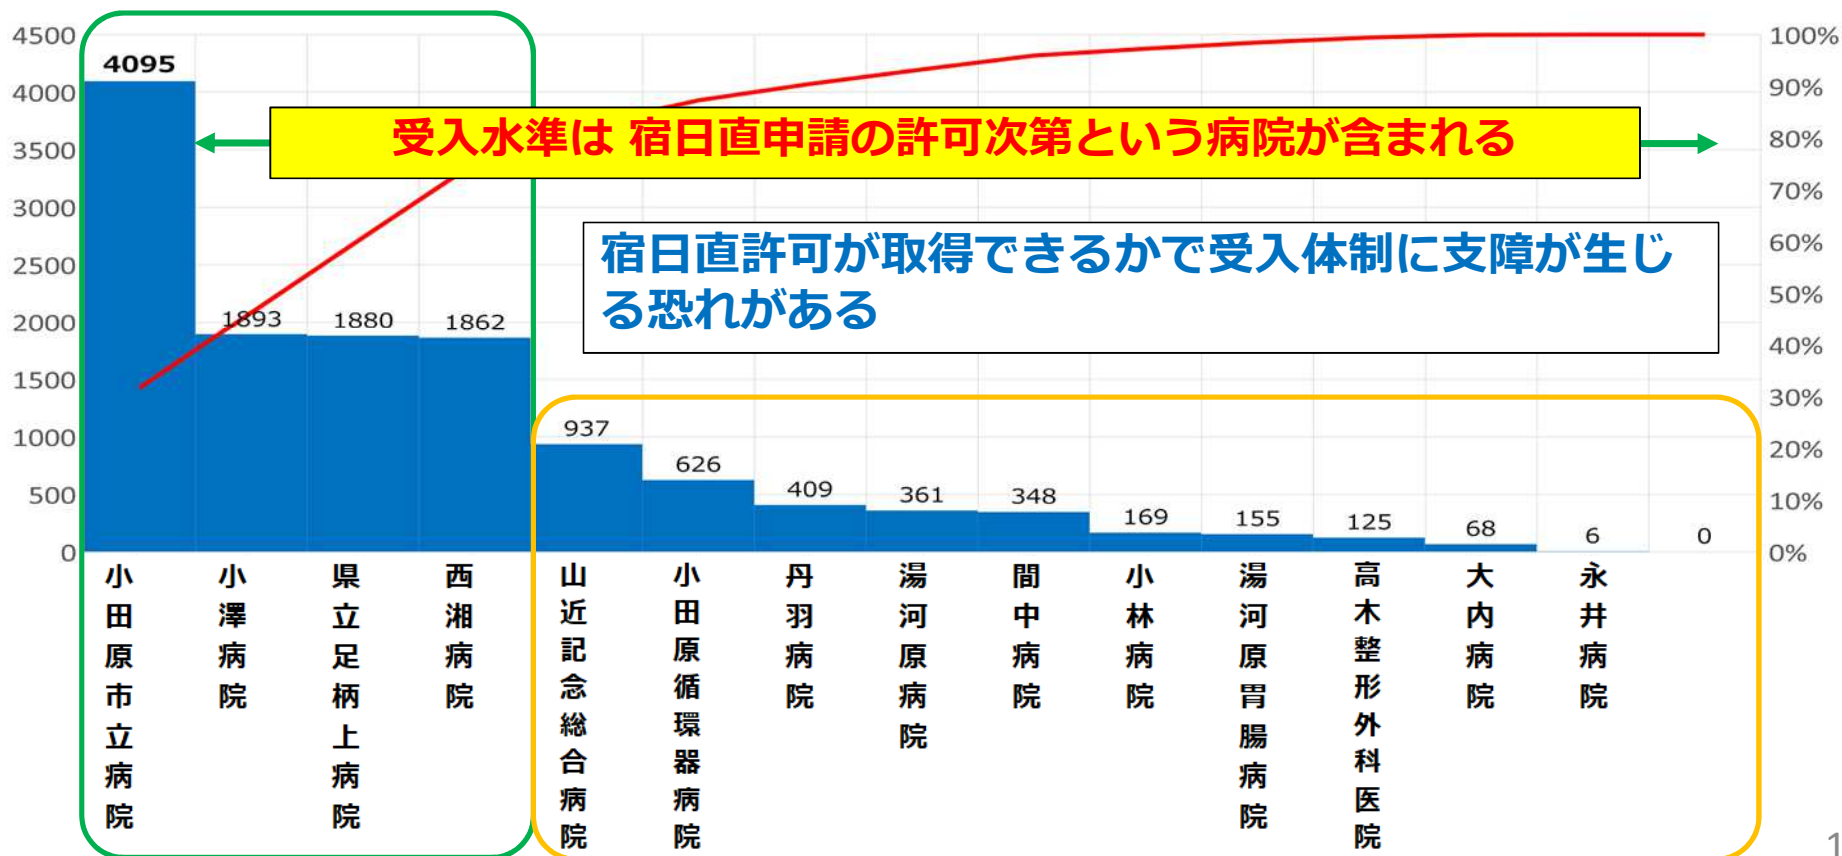 4500
4000
3500
3000
2500
2000
1500
1000
500
0
100%
90%
80%
70%
60%
50%
40%
30%
20%
10%
0%
受入水準は 宿日直申請の許可次第という病院が含まれる
宿日直許可が取得できるかで受入体制に支障が生じ
る恐れがある
4095
1893
1880
1862
937
626
409
361
348
169
155
125
68
6
0
小田原市立病院
小澤病院
県立足柄上病院
西湘病院
山近記念総合病院
小田原循環器病院
丹羽病院
湯河原病院
間中病院
小林病院
湯河原胃腸病院
高木整形外科医院
大内病院
永井病院
1